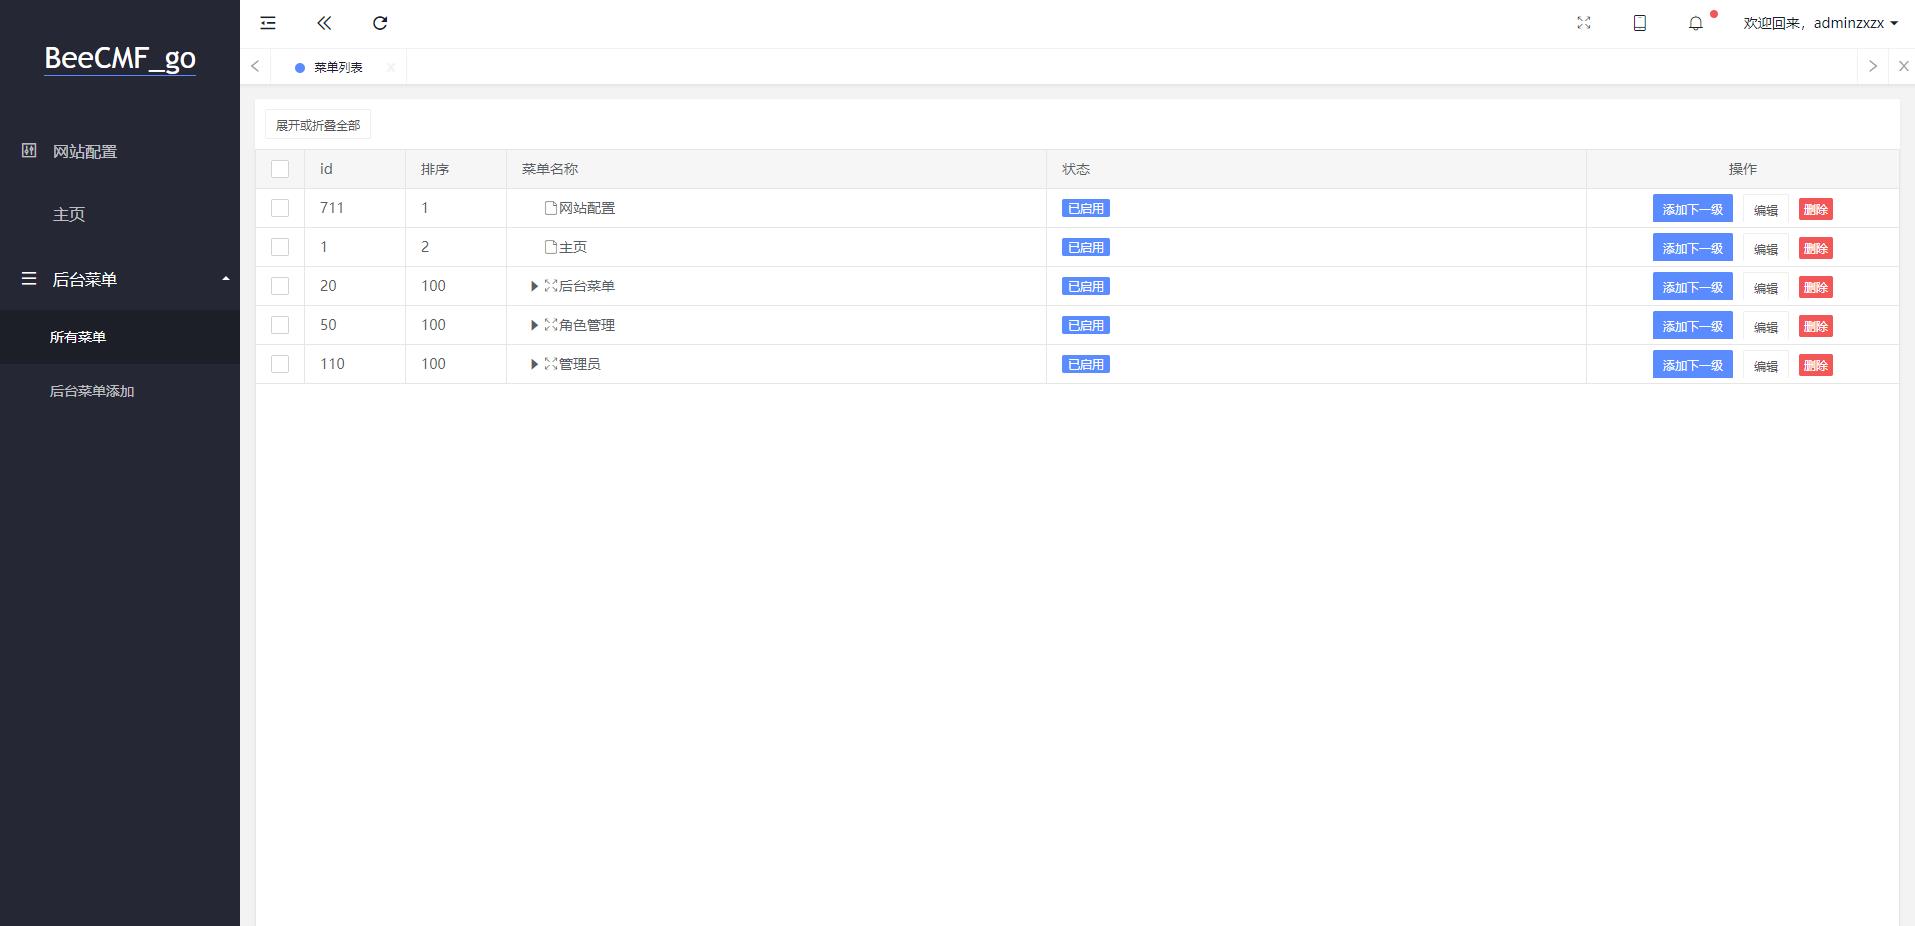 BeeCMF_go
网站配置
主页
后台菜单
所有菜单
后台菜单添加
欢迎回来，adminzxzx
菜单列表
展开或折叠全部
id 排序 菜单名称 状态 操作
711 1 网站配置 已启用 添加下一级 编辑 删除
1 2 主页 已启用 添加下一级 编辑 删除
20 100 后台菜单 已启用 添加下一级 编辑 删除
50 100 角色管理 已启用 添加下一级 编辑 删除
110 100 管理员 已启用 添加下一级 编辑 删除